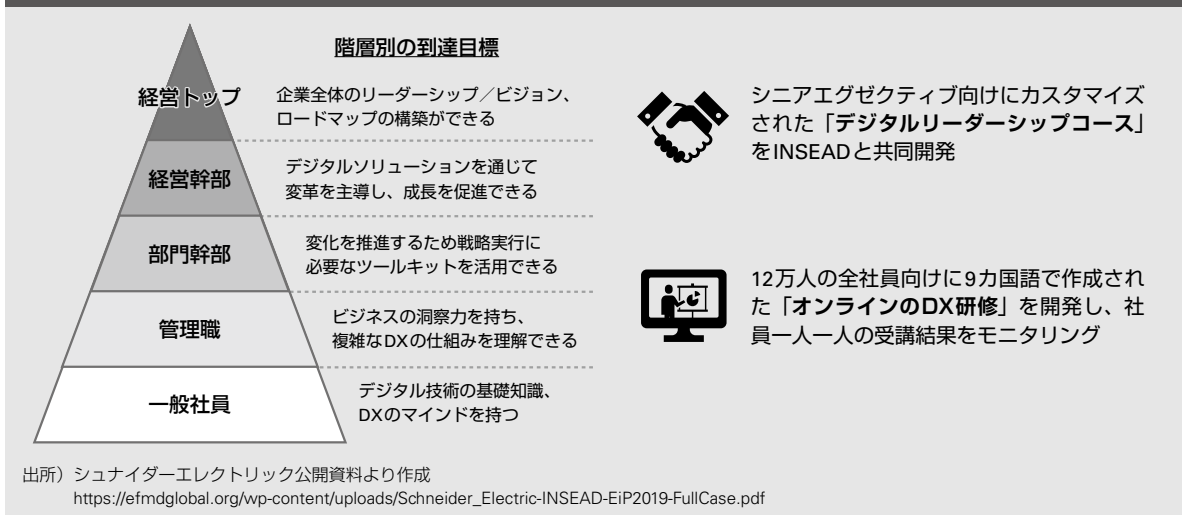 階層別の到達目標
経営トップ
企業全体のリーダーシップ／ビジョン、
ロードマップの構築ができる
経営幹部
デジタルソリューションを通じて
変革を主導し、成長を促進できる
部門幹部
変化を推進するため戦略実行に
必要なツールキットを活用できる
管理職
ビジネスの洞察力を持ち、
複雑なDXの仕組みを理解できる
一般社員
デジタル技術の基礎知識、
DXのマインドを持つ
シニアエグゼクティブ向けにカスタマイズ
された「デジタルリーダーシップコース」
をINSEADと共同開発
12万人の全社員向けに9カ国語で作成され
た「オンラインのDX研修」を開発し、社
員一人一人の受講結果をモニタリング
出所）シュナイダーエレクトリック公開資料より作成
https://efmdglobal.org/wp-content/uploads/Schneider_Electric-INSEAD-EiP2019-FullCase.pdf